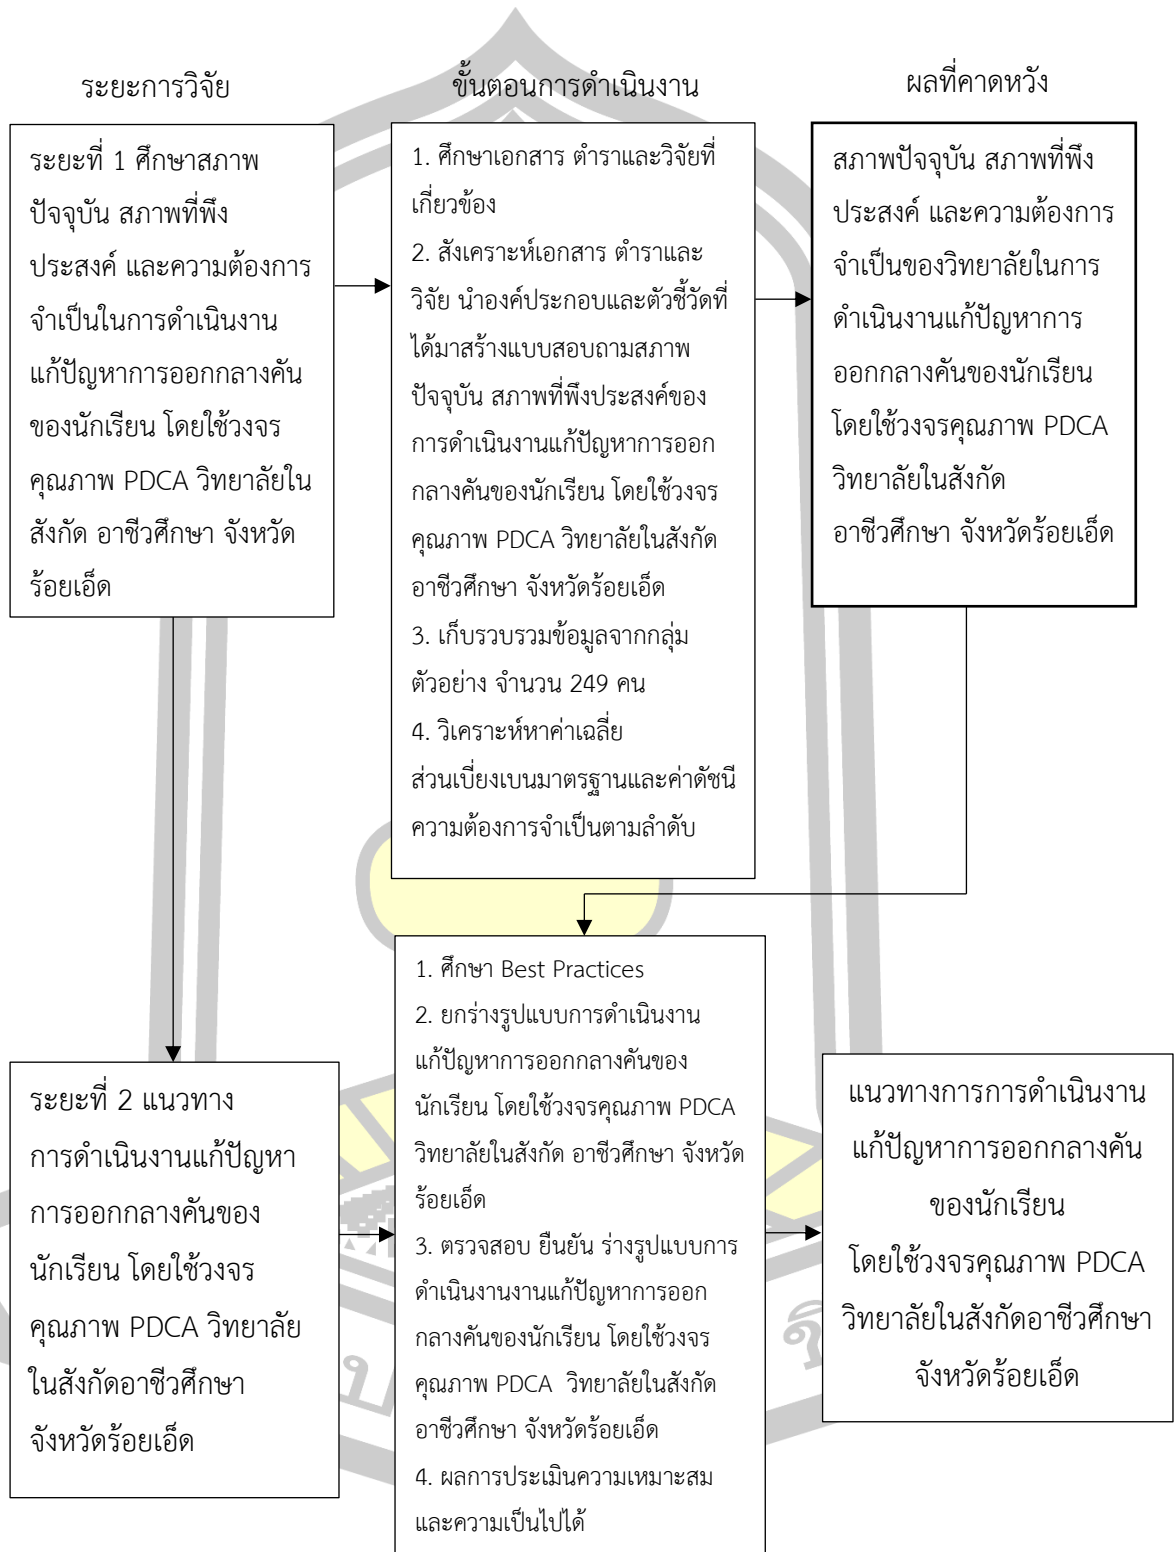 ระยะการวิจัย
ขั้นตอนการดำเนินงาน
ผลที่คาดหวัง
ระยะที่ 1 ศึกษาสภาพ
ปัจจุบัน สภาพที่พึง
ประสงค์ และความต้องการ
จำเป็นในการดำเนินงาน
แก้ปัญหาการออกกลางคัน
ของนักเรียน โดยใช้วงจร
คุณภาพ PDCA วิทยาลัยใน
สังกัด อาชีวศึกษา จังหวัด
ร้อยเอ็ด
1. ศึกษาเอกสาร ตำราและวิจัยที่
เกี่ยวข้อง
2. สังเคราะห์เอกสาร ตำราและ
วิจัย นำองค์ประกอบและตัวชี้วัดที่
ได้มาสร้างแบบสอบถามสภาพ
ปัจจุบัน สภาพที่พึงประสงค์ของ
การดำเนินงานแก้ปัญหาการออก
กลางคันของนักเรียน โดยใช้วงจร
คุณภาพ PDCA วิทยาลัยในสังกัด
อาชีวศึกษา จังหวัดร้อยเอ็ด
3. เก็บรวบรวมข้อมูลจากกลุ่ม
ตัวอย่าง จำนวน 249 คน
4. วิเคราะห์หาค่าเฉลี่ย
ส่วนเบี่ยงเบนมาตรฐานและค่าดัชนี
ความต้องการจำเป็นตามลำดับ
สภาพปัจจุบัน สภาพที่พึง
ประสงค์ และความต้องการ
จำเป็นของวิทยาลัยในการ
ดำเนินงานแก้ปัญหาการ
ออกกลางคันของนักเรียน
โดยใช้วงจรคุณภาพ PDCA
วิทยาลัยในสังกัด
อาชีวศึกษา จังหวัดร้อยเอ็ด
ระยะที่ 2 แนวทาง
การดำเนินงานแก้ปัญหา
การออกกลางคันของ
นักเรียน โดยใช้วงจร
คุณภาพ PDCA วิทยาลัย
ในสังกัดอาชีวศึกษา
จังหวัดร้อยเอ็ด
1. ศึกษา Best Practices
2. ยกร่างรูปแบบการดำเนินงาน
แก้ปัญหาการออกกลางคันของ
นักเรียน โดยใช้วงจรคุณภาพ PDCA
วิทยาลัยในสังกัด อาชีวศึกษา จังหวัด
ร้อยเอ็ด
3. ตรวจสอบ ยืนยัน ร่างรูปแบบการ
ดำเนินงานงานแก้ปัญหาการออก
กลางคันของนักเรียน โดยใช้วงจร
คุณภาพ PDCA วิทยาลัยในสังกัด
อาชีวศึกษา จังหวัดร้อยเอ็ด
4. ผลการประเมินความเหมาะสม
และความเป็นไปได้
แนวทางการการดำเนินงาน
แก้ปัญหาการออกกลางคัน
ของนักเรียน
โดยใช้วงจรคุณภาพ PDCA
วิทยาลัยในสังกัดอาชีวศึกษา
จังหวัดร้อยเอ็ด